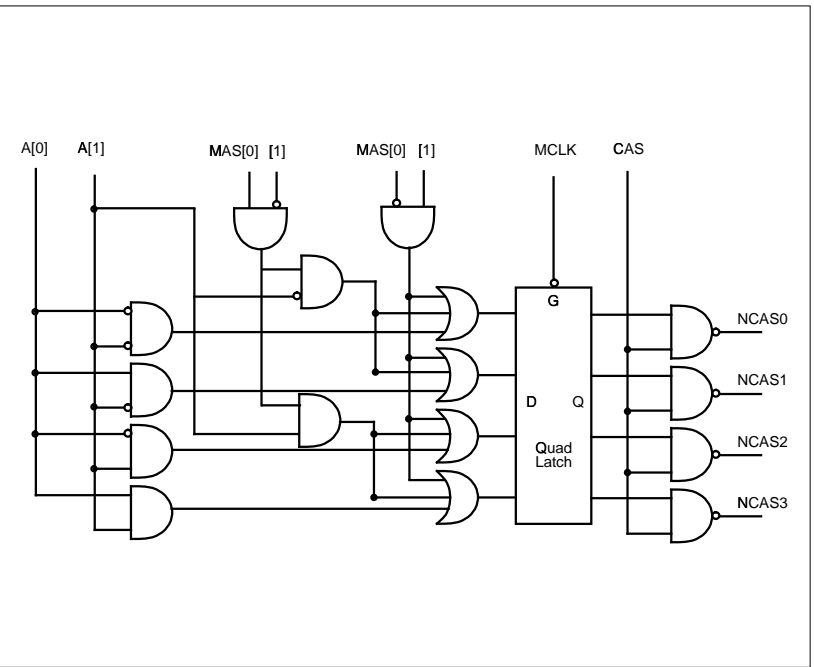 A[0] A[1] MAS[0] [1] MAS[0] [1] MCLK CAS
G
NCAS0
NCAS1
D Q
NCAS2
Quad
Latch
NCAS3